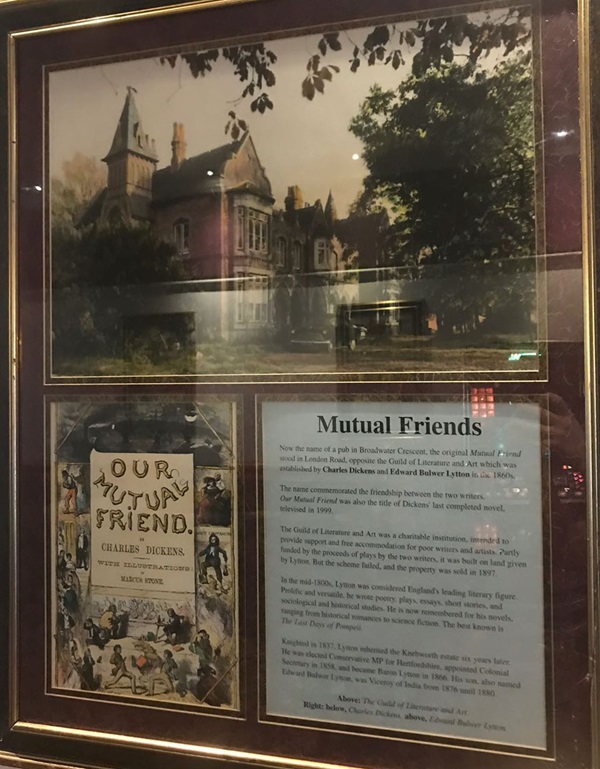 OUR
MUTUAL
FRIEND.
BY
CHARLES DICKENS.
WITH ILLUSTRATIONS
MARCUS STONE.
Mutual Friends
Now the name of a pub in Broadwater Crescent, the original Mutual Friend
stood in London Road, opposite the Guild of Literature and Art which was
established by Charles Dickens and Edward Bulwer Lytton in the 1860s.
The name commemorated the friendship between the two writers.
Our Mutual Friend was also the title of Dickens' last completed novel,
televised in 1999.
The Guild of Literature and Art was a charitable institution, intended to
provide support and free accommodation for poor writers and artists. Partly
funded by the proceeds of plays by the two writers, it was built on land given
by Lytton. But the scheme failed, and the property was sold in 1897.
In the mid-1800s, Lytton was considered England's leading literary figure.
Prolific and versatile, he wrote poetry, plays, essays, short stories, and
sociological and historical studies. He is now remembered for his novels,
ranging from historical romances to science fiction. The best known is
The Last Days of Pompeii.
Knighted in 1837, Lytton inherited the Knebworth estate six years later.
He was elected Conservative MP for Hertfordshire, appointed Colonial
Secretary in 1858, and became Baron Lytton in 1866. His son, also named
Edward Bulwer Lytton, was Viceroy of India from 1876 until 1880.
Above: The Guild of Literature and Art
Right: below, Charles Dickens, above, Edward Bulwer Lytton